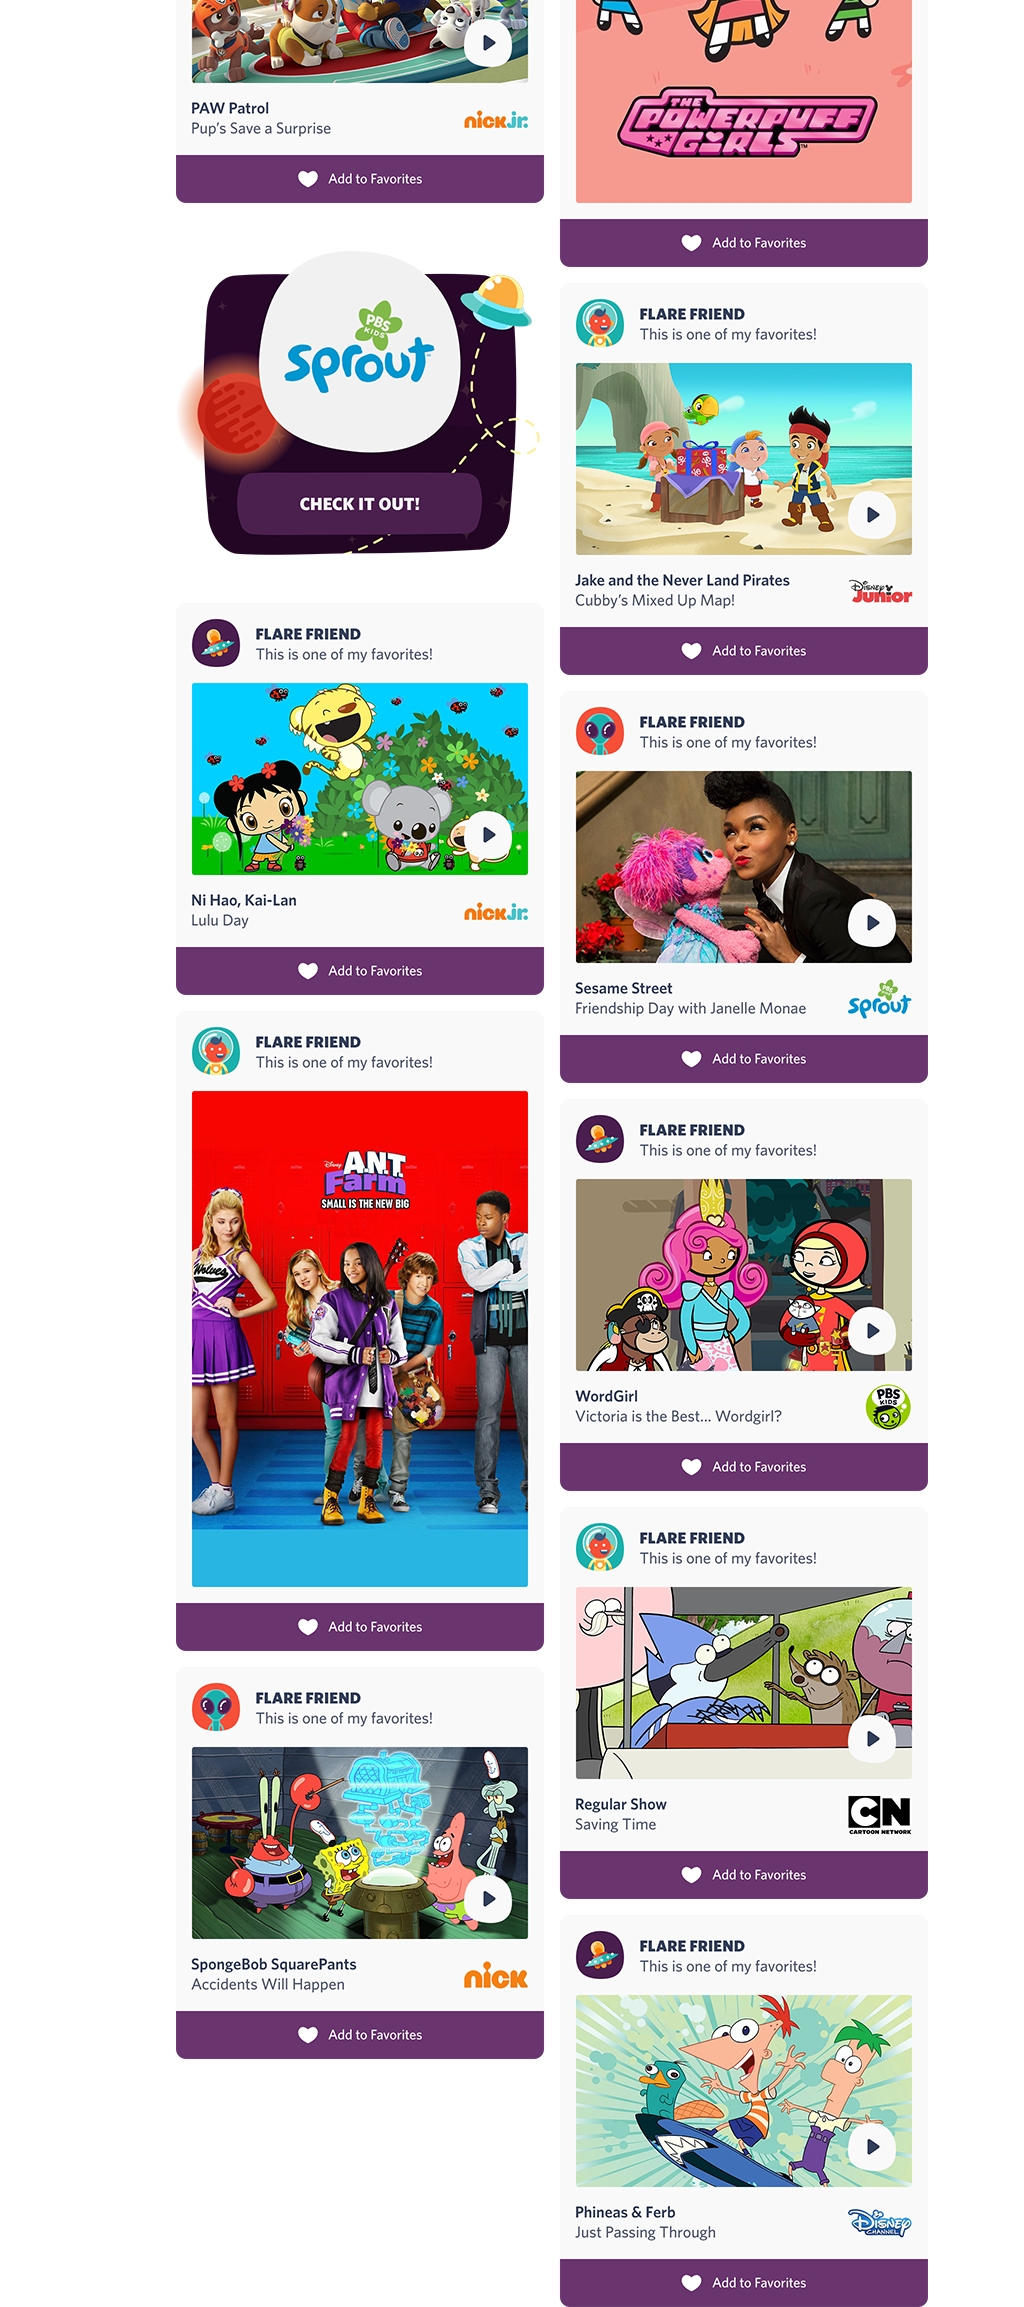 PAW Patrol
Pup's Save a Surprise
nickjr.
Add to Favorites
PBS
KIDS
sprout
CHECK IT OUT!
FLARE FRIEND
This is one of my favorites!
Ni Hao, Kai-Lan
Lulu Day
nickjr.
Add to Favorites
FLARE FRIEND
This is one of my favorites!
Disney
A.N.T.
Farm
SMALL IS THE NEW BIG
Wolves
Add to Favorites
FLARE FRIEND
This is one of my favorites!
SpongeBob SquarePants
Accidents Will Happen
nick
Add to Favorites
THE
POWERPUFF
GIRLS™
Add to Favorites
FLARE FRIEND
This is one of my favorites!
Jake and the Never Land Pirates
Cubby's Mixed Up Map!
Disney
Junior
Add to Favorites
FLARE FRIEND
This is one of my favorites!
Sesame Street
Friendship Day with Janelle Monae
PBS
KIDS
sprout
Add to Favorites
FLARE FRIEND
This is one of my favorites!
WordGirl
Victoria is the Best... Wordgirl?
PBS
KIDS
Add to Favorites
FLARE FRIEND
This is one of my favorites!
Regular Show
Saving Time
CN
CARTOON NETWORK
Add to Favorites
FLARE FRIEND
This is one of my favorites!
Phineas & Ferb
Just Passing Through
Disney
CHANNEL
Add to Favorites